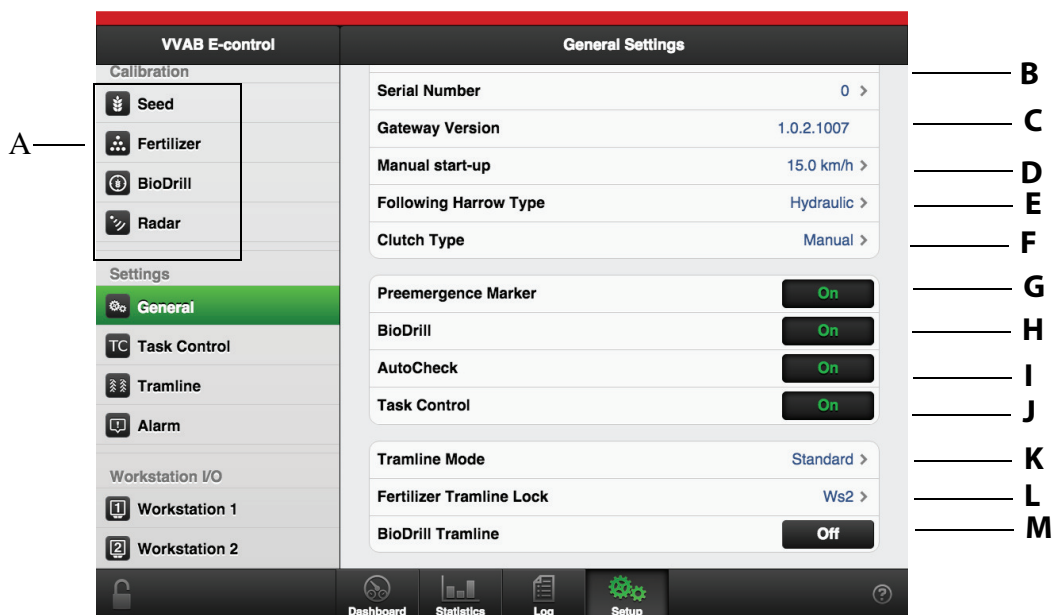 VVAB E-control
General Settings
Calibration
Seed
Fertilizer
BioDrill
Radar
Settings
General
TC Task Control
Tramline
Alarm
Workstation I/O
1 Workstation 1
2 Workstation 2
Serial Number 0 >
Gateway Version 1.0.2.1007
Manual start-up 15.0 km/h >
Following Harrow Type Hydraulic >
Clutch Type Manual >
Preemergence Marker On
BioDrill On
AutoCheck On
Task Control On
Tramline Mode Standard >
Fertilizer Tramline Lock Ws2 >
BioDrill Tramline Off
Dashboard
Statistics
Log
Setup
?
A
B
C
D
E
F
G
H
I
J
K
L
M